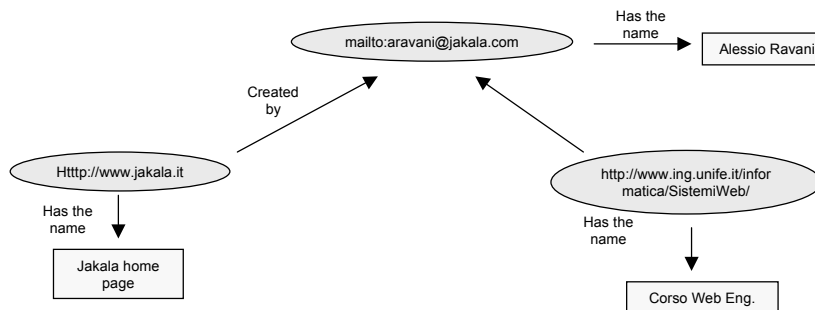 mailto:aravani@jakala.com
Has the
name
Alessio Ravani
Created
by
Htttp://www.jakala.it
http://www.ing.unife.it/infor
matica/SistemiWeb/
Has the
name
Has the
name
Jakala home
page
Corso Web Eng.